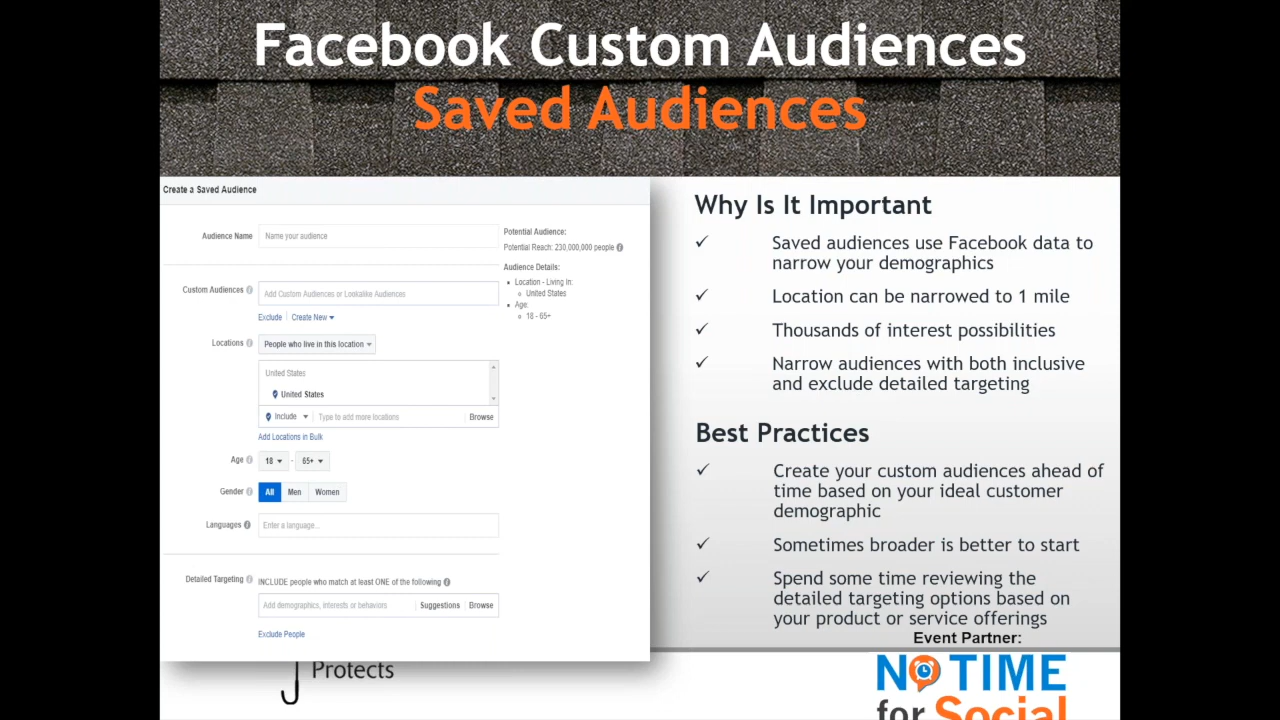 Facebook Custom Audiences
Saved Audiences
Create a Saved Audience
Audience Name
Name your audience
Potential Audience:
Potential Reach: 230,000,000 people
Audience Details:
Location - Living In:
United States
Age:
18 - 65+
Custom Audiences
Add Custom Audiences or Lookalike Audiences
Exclude
Create New
Locations
People who live in this location
United States
United States
Include
Type to add more locations
Browse
Add Locations in Bulk
Age
18 - 65+
Gender
All
Men
Women
Languages
Enter a language...
Detailed Targeting
INCLUDE people who match at least ONE of the following
Add demographics, interests or behaviors
Suggestions
Browse
Exclude People
Why Is It Important
Saved audiences use Facebook data to
narrow your demographics
Location can be narrowed to 1 mile
Thousands of interest possibilities
Narrow audiences with both inclusive
and exclude detailed targeting
Best Practices
Create your custom audiences ahead of
time based on your ideal customer
demographic
Sometimes broader is better to start
Spend some time reviewing the
detailed targeting options based on
your product or service offerings
Event Partner:
Protects
NO TIME
for Social